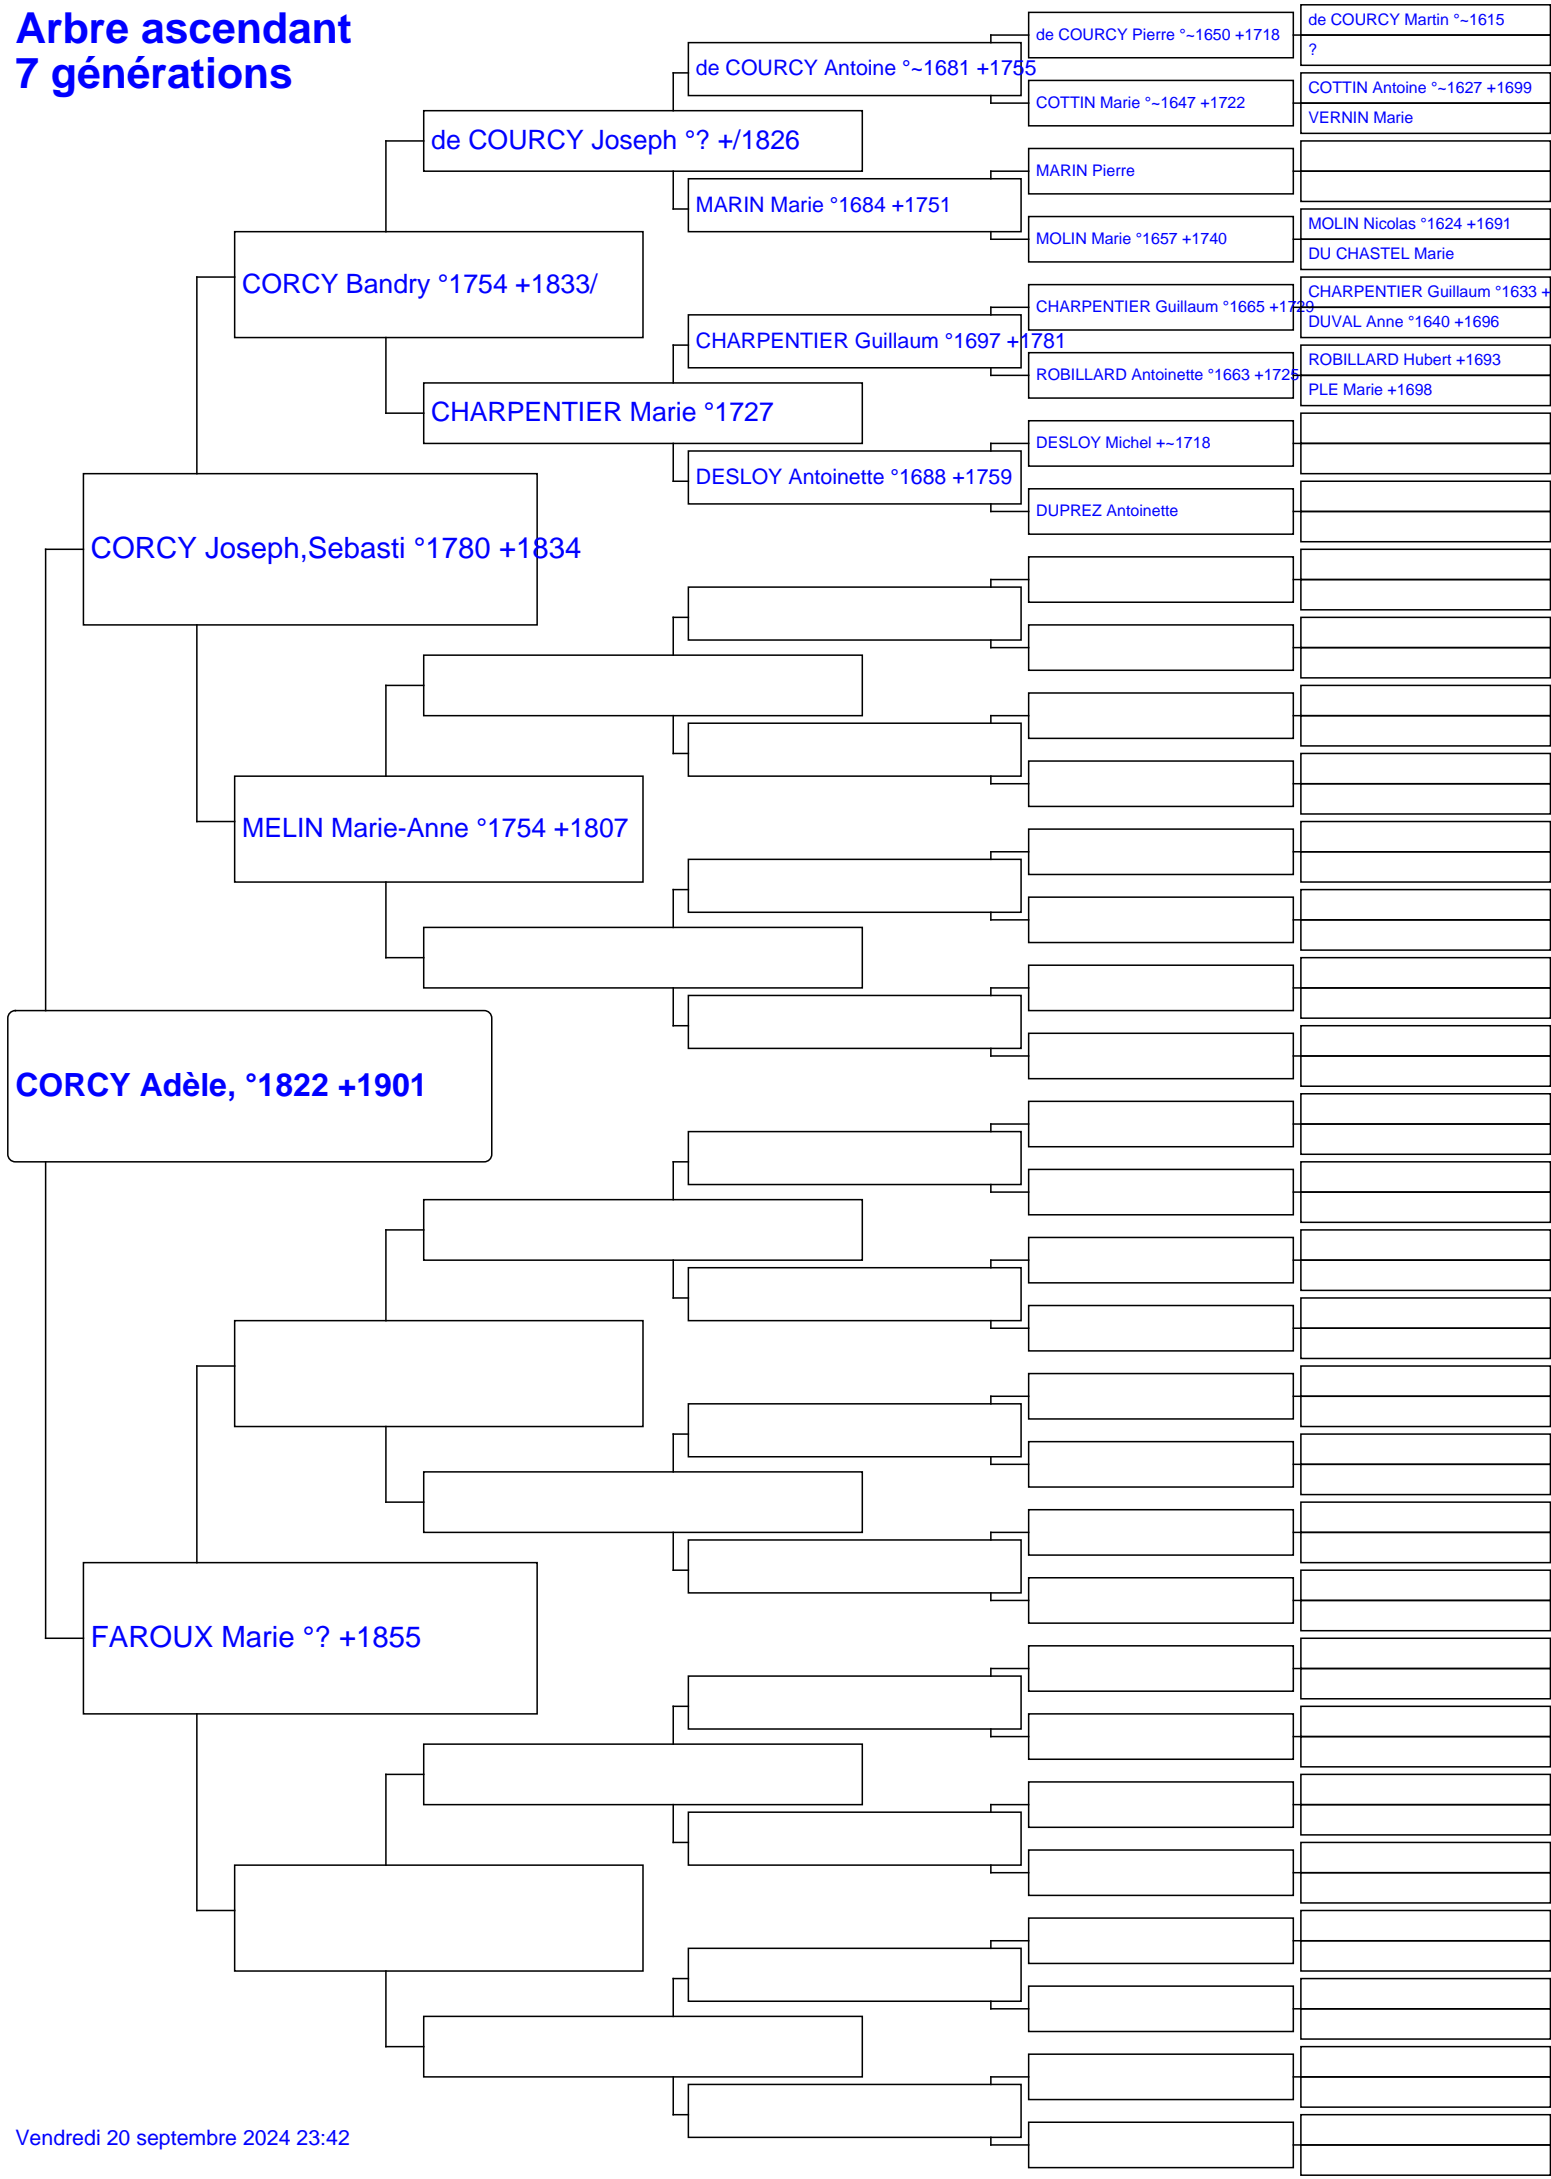 Arbre ascendant
7 générations
de COURCY Martin °~1615
de COURCY Pierre °~1650 +1718
?
de COURCY Antoine °~1681 +1755
COTTIN Antoine °~1627 +1699
COTTIN Marie °~1647 +1722
VERNIN Marie
de COURCY Joseph °? +/1826
MARIN Pierre
MARIN Marie °1684 +1751
MOLIN Nicolas °1624 +1691
MOLIN Marie °1657 +1740
DU CHASTEL Marie
CORCY Bandry °1754 +1833/
CHARPENTIER Guillaum °1633 +
CHARPENTIER Guillaum °1665 +1729
DUVAL Anne °1640 +1696
CHARPENTIER Guillaum °1697 +1781
ROBILLARD Hubert +1693
ROBILLARD Antoinette °1663 +1725
PLE Marie +1698
CHARPENTIER Marie °1727
DESLOY Michel +~1718
DESLOY Antoinette °1688 +1759
DUPREZ Antoinette
CORCY Joseph,Sebasti °1780 +1834
MELIN Marie-Anne °1754 +1807
CORCY Adèle, °1822 +1901
FAROUX Marie °? +1855
Vendredi 20 septembre 2024 23:42